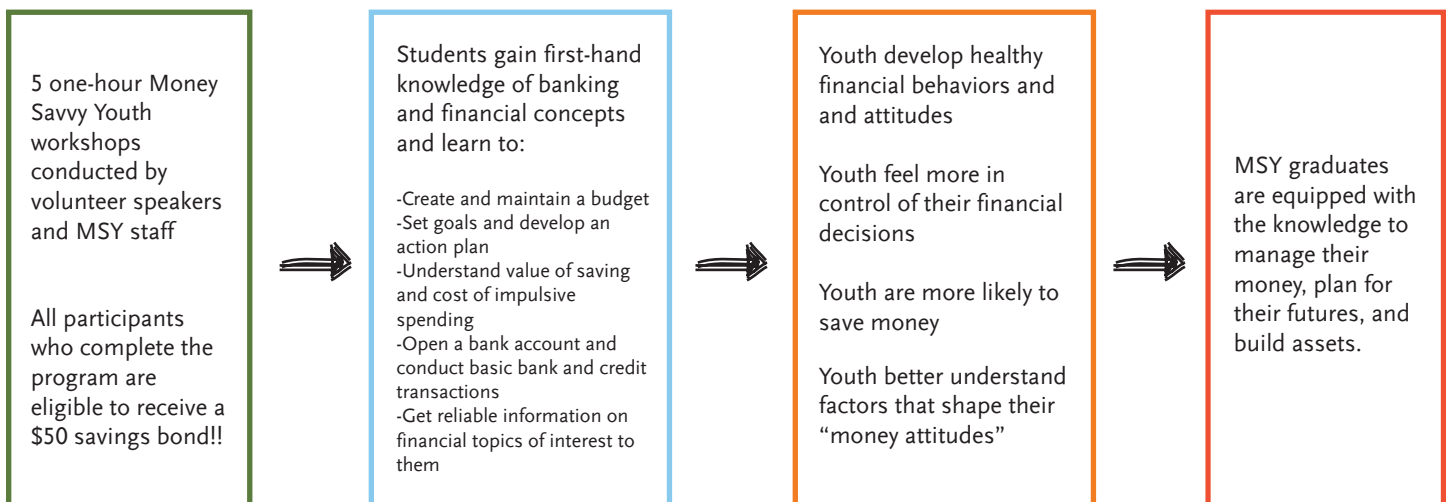 5 one-hour Money
Savvy Youth
workshops
conducted by
volunteer speakers
and MSY staff
All participants
who complete the
program are
eligible to receive a
$50 savings bond!!
Students gain first-hand
knowledge of banking
and financial concepts
and learn to:
-Create and maintain a budget
-Set goals and develop an
action plan
-Understand value of saving
and cost of impulsive
spending
-Open a bank account and
conduct basic bank and credit
transactions
-Get reliable information on
financial topics of interest to
them
Youth develop healthy
financial behaviors and
and attitudes
Youth feel more in
control of their financial
decisions
Youth are more likely to
save money
Youth better understand
factors that shape their
“money attitudes”
MSY graduates
are equipped with
the knowledge to
manage their
money, plan for
their futures, and
build assets.